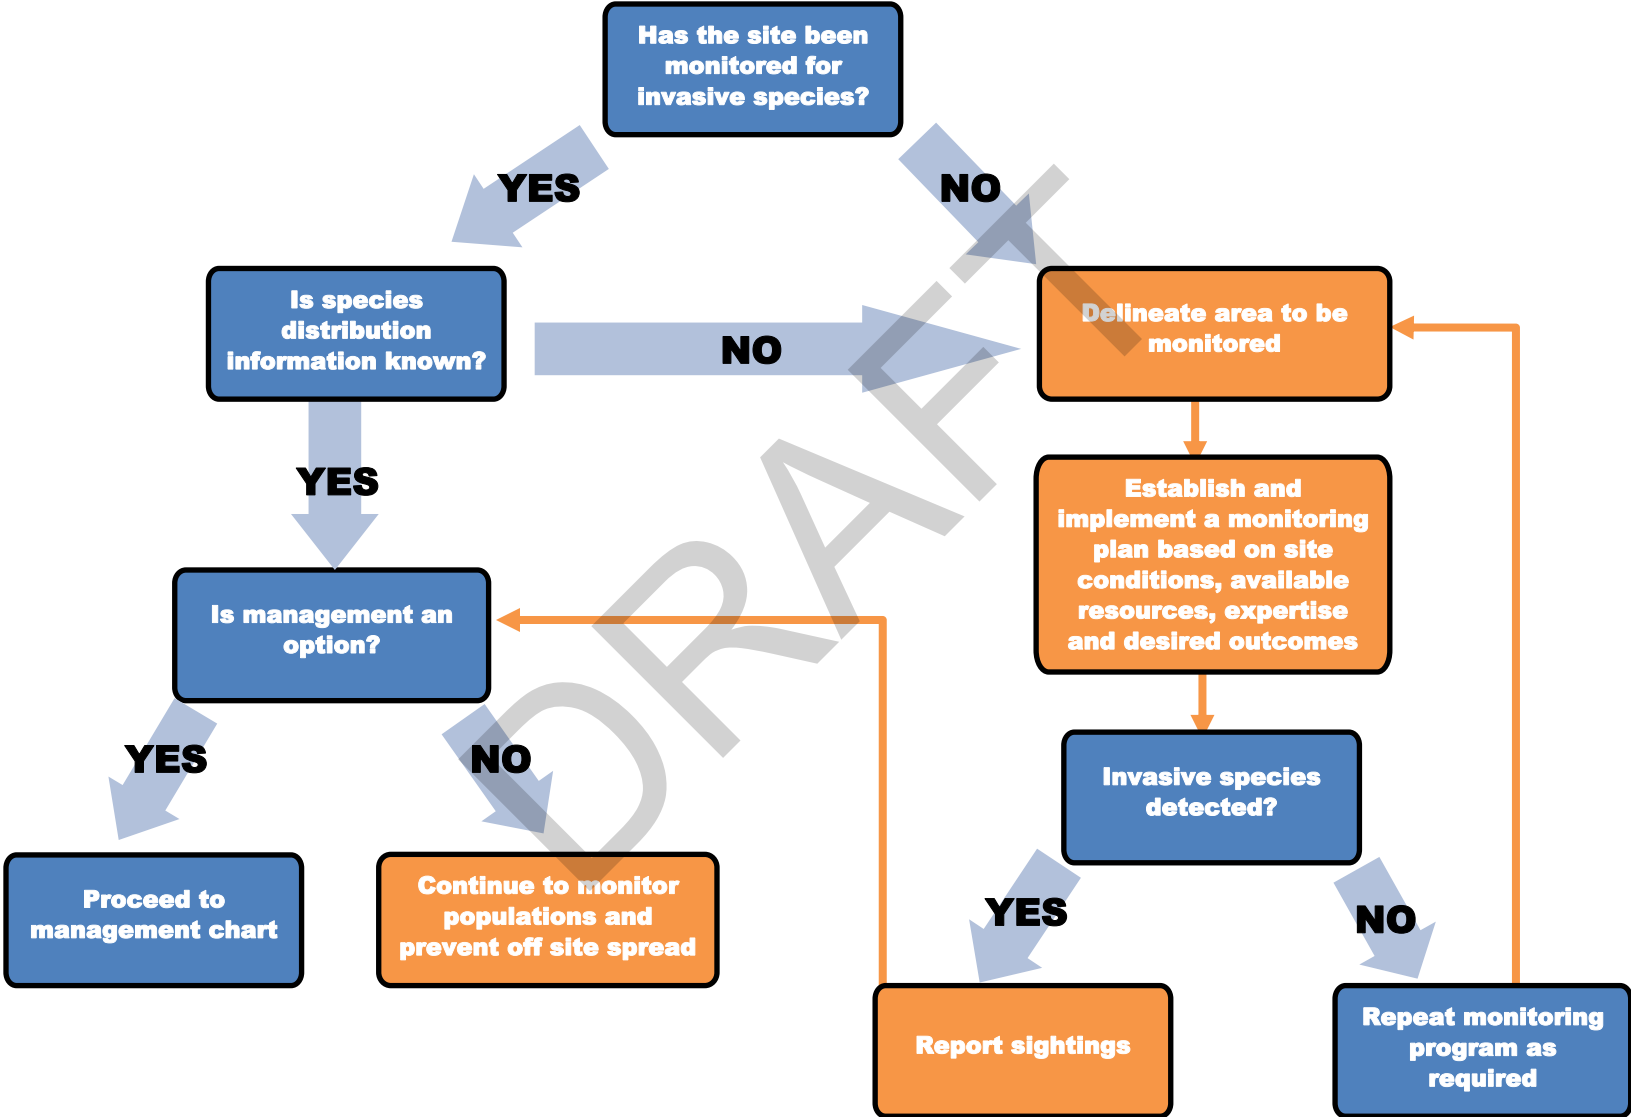 Has the site been
monitored for
invasive species?
YES
NO
Is species
distribution
information known?
NO
Delineate area to be
monitored
YES
Establish and
implement a monitoring
plan based on site
conditions, available
resources, expertise
and desired outcomes
Is management an
option?
YES
NO
Invasive species
detected?
Proceed to
management chart
Continue to monitor
populations and
prevent off site spread
YES
NO
Report sightings
Repeat monitoring
program as
required
DRAFT